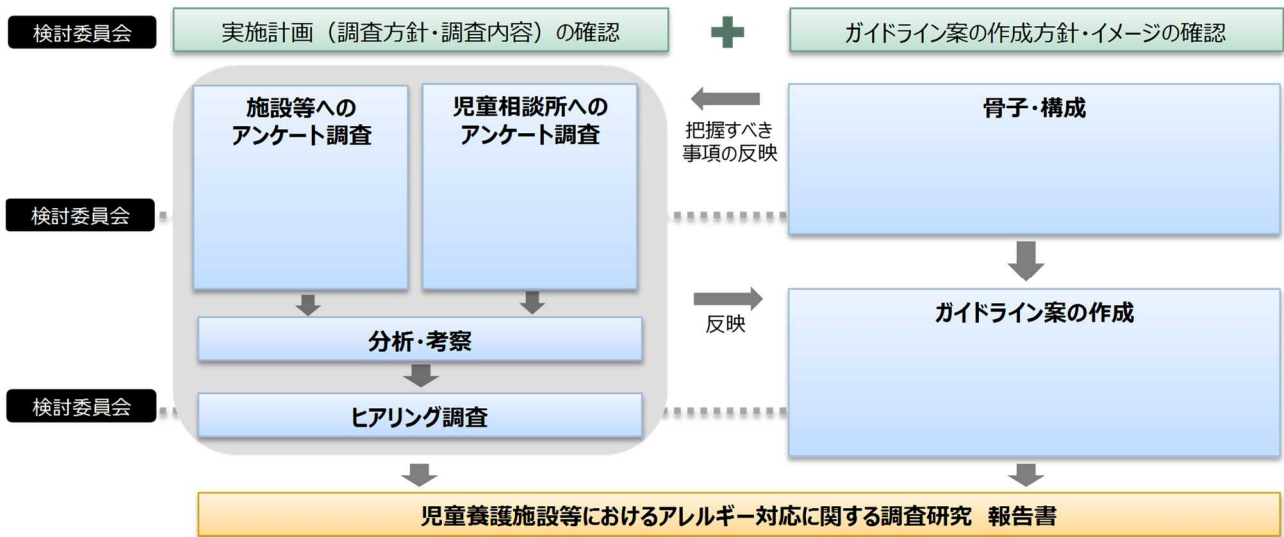 検討委員会
実施計画（調査方針・調査内容）の確認
ガイドライン案の作成方針・イメージの確認
施設等への
アンケート調査
児童相談所への
アンケート調査
把握すべき
事項の反映
骨子・構成
検討委員会
反映
ガイドライン案の作成
分析・考察
検討委員会
ヒアリング調査
児童養護施設等におけるアレルギー対応に関する調査研究 報告書